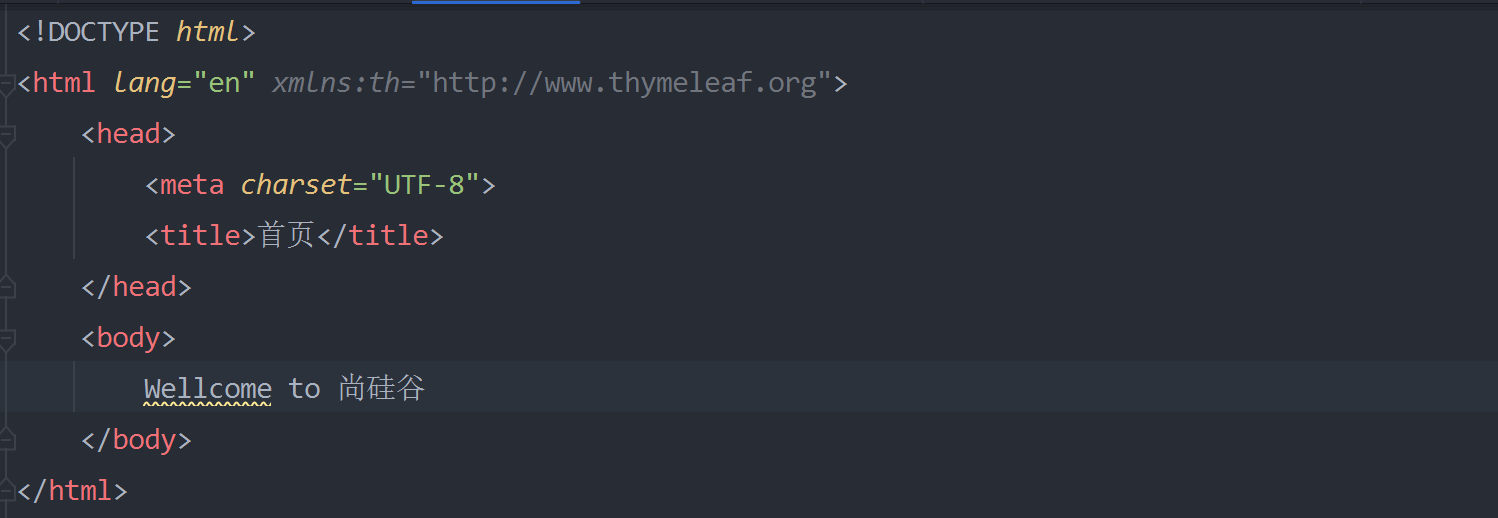 <!DOCTYPE html>
<html lang="en" xmlns:th="http://www.thymeleaf.org">
<head>
<meta charset="UTF-8">
<title>首页</title>
</head>
<body>
Wellcome to 尚硅谷
</body>
</html>